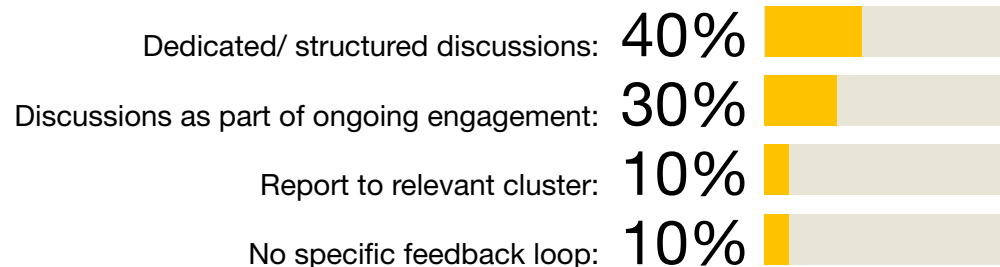 Dedicated/ structured discussions: 40%
Discussions as part of ongoing engagement: 30%
Report to relevant cluster: 10%
No specific feedback loop: 10%